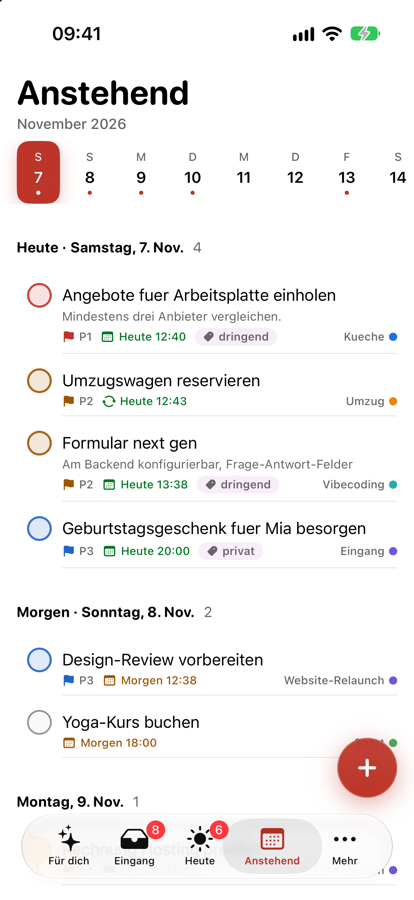 09:41
Anstehend
November 2026
S S M D M D F S
7 8 9 10 11 12 13 14
Heute · Samstag, 7. Nov. 4
Angebote fuer Arbeitsplatte einholen
Mindestens drei Anbieter vergleichen.
P1 Heute 12:40 dringend Kueche
Umzugswagen reservieren
P2 Heute 12:43 Umzug
Formular next gen
Am Backend konfigurierbar, Frage-Antwort-Felder
P2 Heute 13:38 dringend Vibecoding
Geburtstagsgeschenk fuer Mia besorgen
P3 Heute 20:00 privat Eingang
Morgen · Sonntag, 8. Nov. 2
Design-Review vorbereiten
P3 Morgen 12:38 Website-Relaunch
Yoga-Kurs buchen
Morgen 18:00
Montag, 9. Nov. 1
8 6
Für dich Eingang Heute Anstehend Mehr